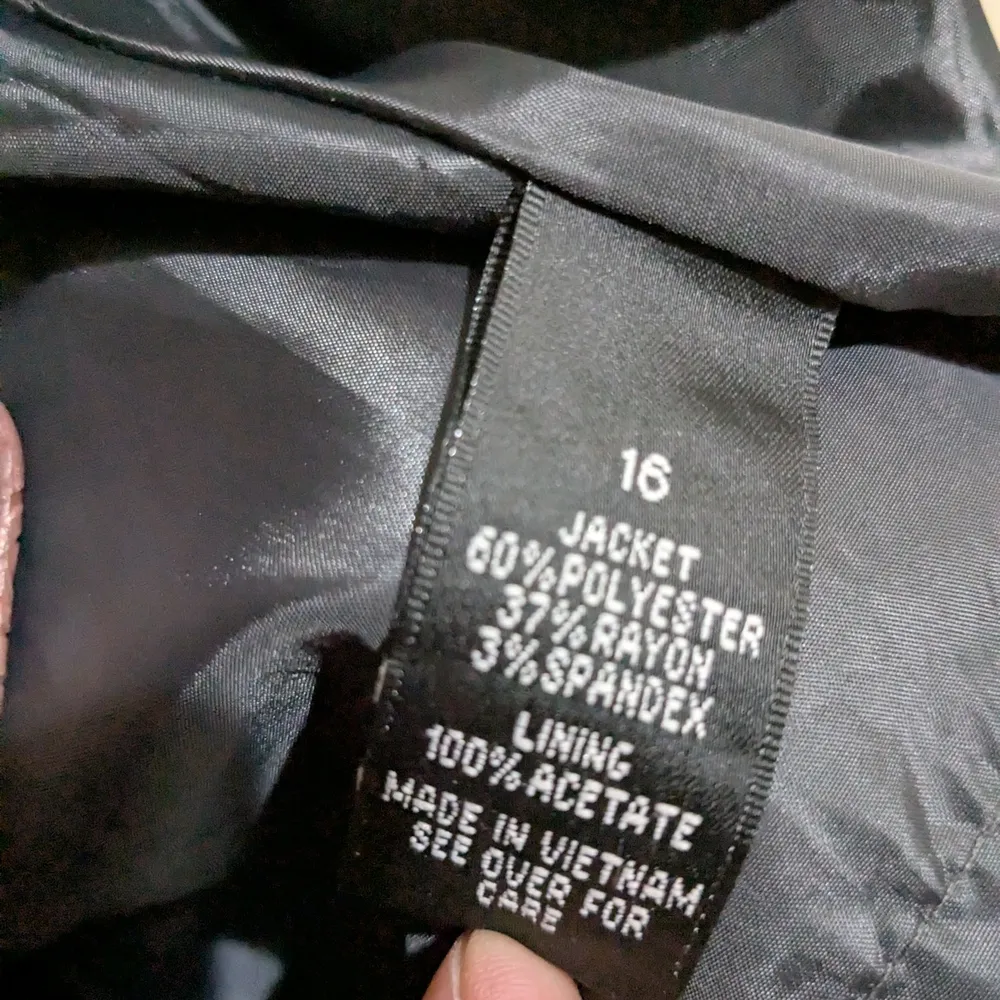 16
JACKET
60%POLYESTER
37%RAYON
3%SPANDEX
LINING
100%ACETATE
MADE IN VIETNAM
SEE OVER FOR
CARE